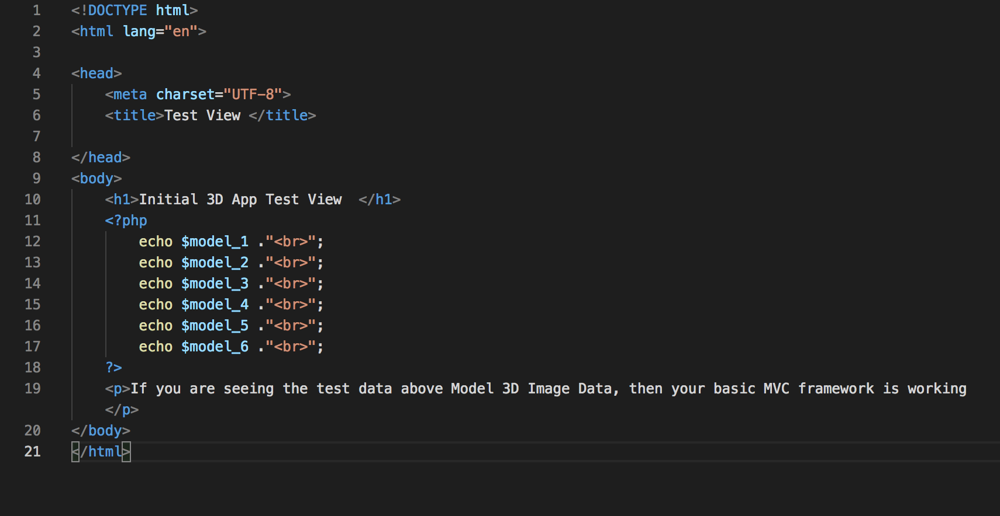 1 <!DOCTYPE html>
2 <html lang="en">
3
4 <head>
5     <meta charset="UTF-8">
6     <title>Test View </title>
7
8 </head>
9 <body>
10     <h1>Initial 3D App Test View  </h1>
11     <?php
12         echo $model_1 ."<br>";
13         echo $model_2 ."<br>";
14         echo $model_3 ."<br>";
15         echo $model_4 ."<br>";
16         echo $model_5 ."<br>";
17         echo $model_6 ."<br>";
18     ?>
19     <p>If you are seeing the test data above Model 3D Image Data, then your basic MVC framework is working
    </p>
20 </body>
21 </html>